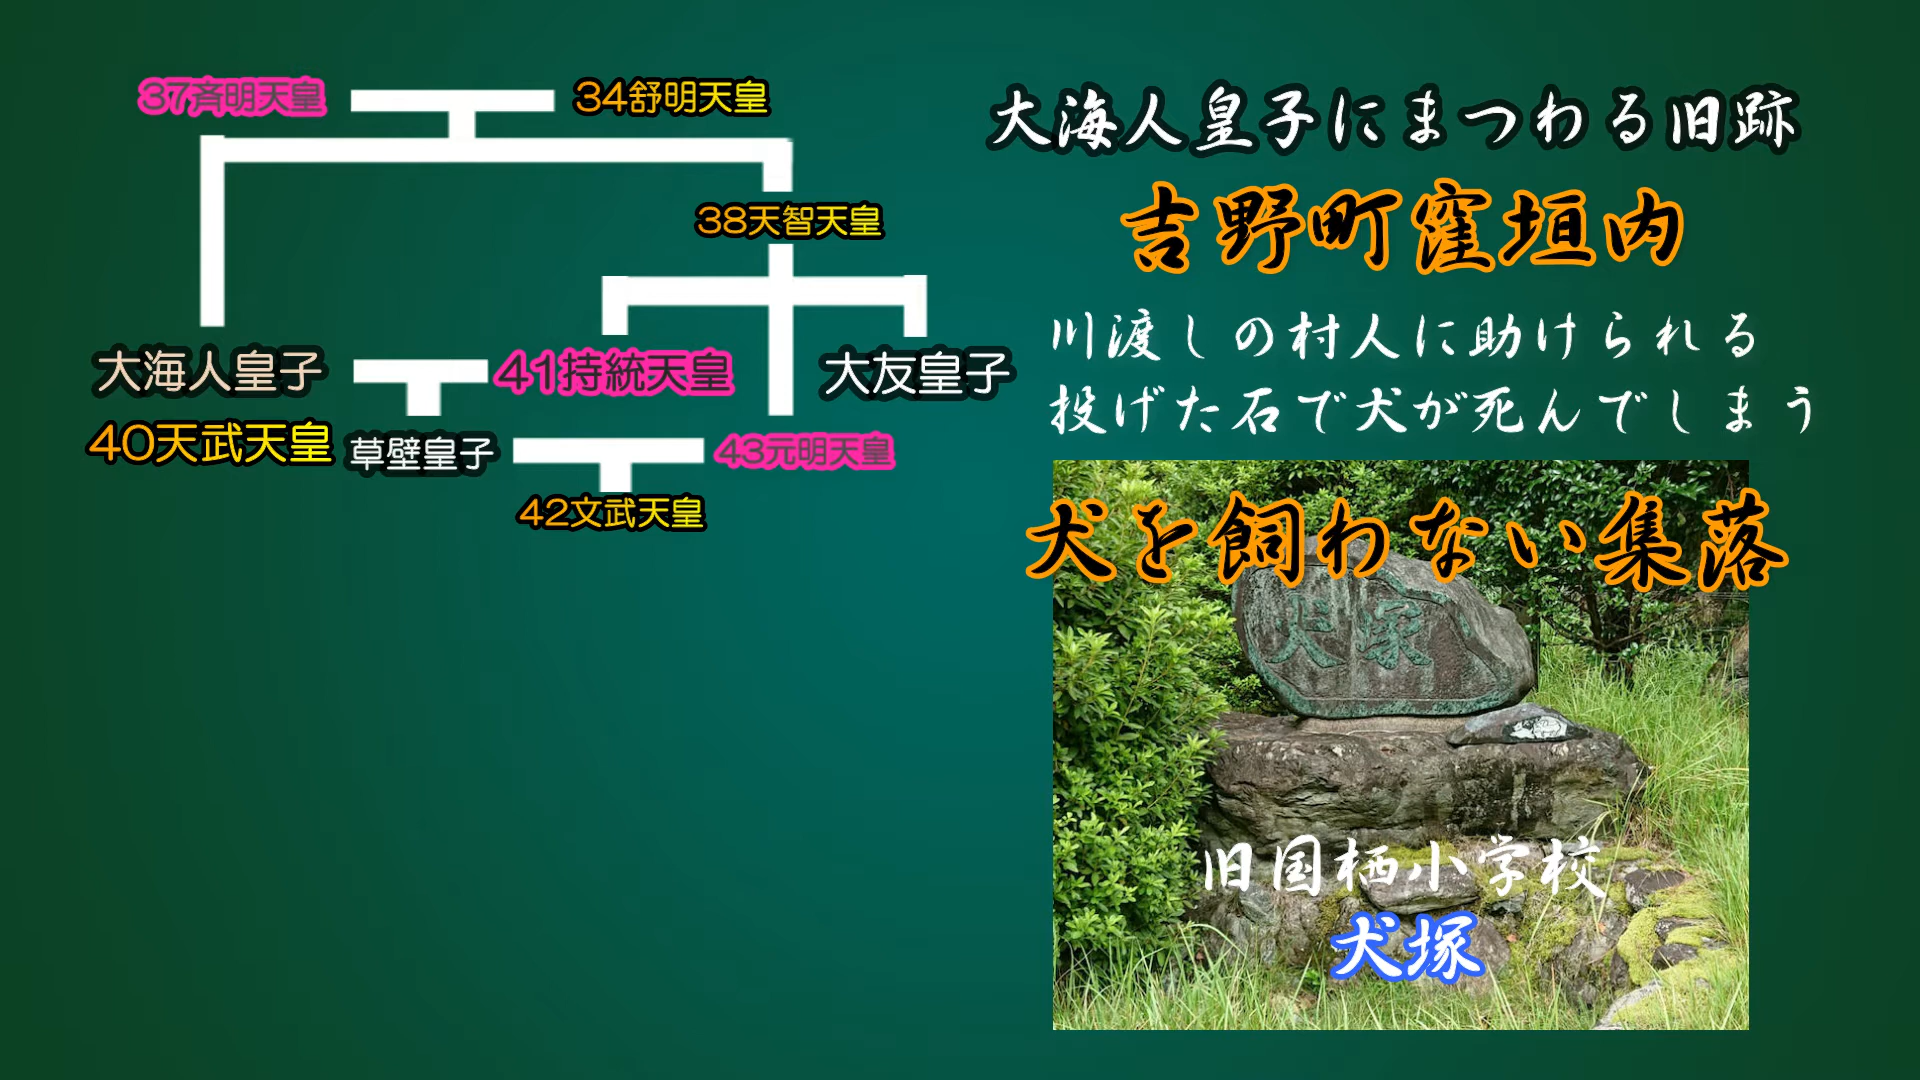 37斉明天皇
34舒明天皇
38天智天皇
大海人皇子
41持統天皇
大友皇子
40天武天皇
草壁皇子
43元明天皇
42文武天皇
大海人皇子にまつわる旧跡
吉野町窪垣内
川渡しの村人に助けられる
投げた石で犬が死んでしまう
犬を飼わない集落
犬塚
旧国栖小学校
犬塚